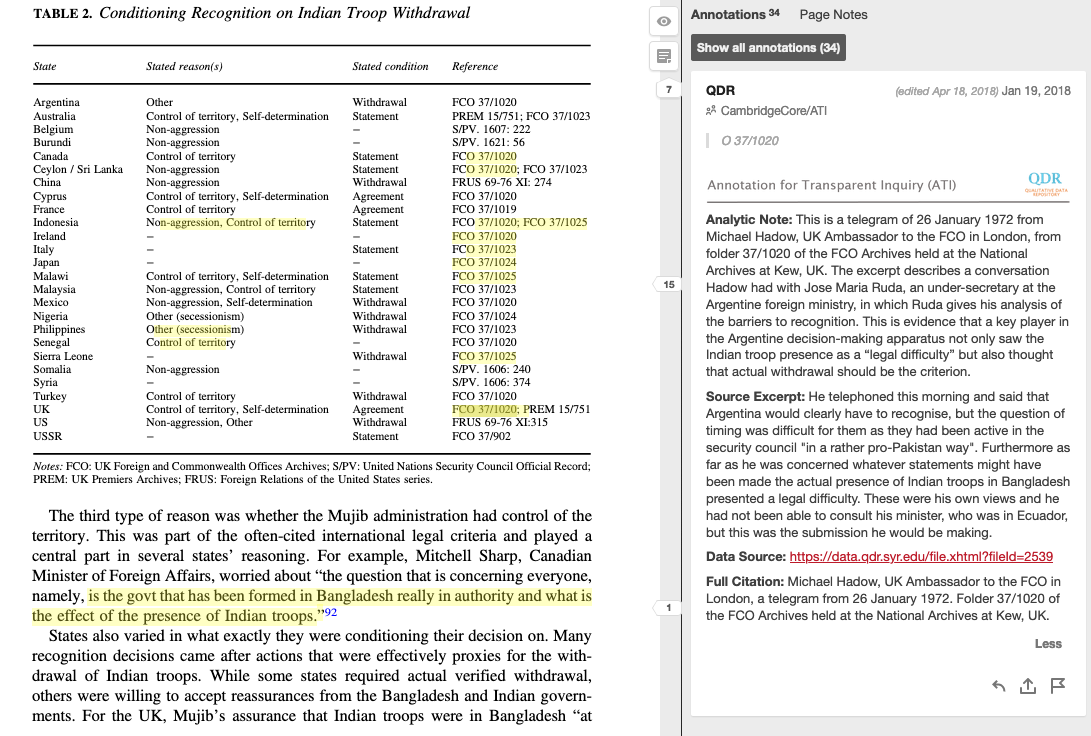 TABLE 2. Conditioning Recognition on Indian Troop Withdrawal
State Stated reason(s) Stated condition Reference
Argentina Other Withdrawal FCO 37/1020
Australia Control of territory, Self-determination Statement PREM 15/751; FCO 37/1023
Belgium Non-aggression – S/PV. 1607: 222
Burundi Non-aggression – S/PV. 1621: 56
Canada Control of territory Statement FCO 37/1020
Ceylon / Sri Lanka Non-aggression Statement FCO 37/1020; FCO 37/1023
China Non-aggression Withdrawal FRUS 69-76 XI: 274
Cyprus Control of territory, Self-determination Agreement FCO 37/1020
France Control of territory Agreement FCO 37/1019
Indonesia Non-aggression, Control of territory Statement FCO 37/1020; FCO 37/1025
Ireland – – FCO 37/1020
Italy – Statement FCO 37/1023
Japan – – FCO 37/1024
Malawi Control of territory, Self-determination Statement FCO 37/1025
Malaysia Non-aggression, Control of territory Statement FCO 37/1023
Mexico Non-aggression, Self-determination Withdrawal FCO 37/1020
Nigeria Other (secessionism) Withdrawal FCO 37/1024
Philippines Other (secessionism) Withdrawal FCO 37/1023
Senegal Control of territory – FCO 37/1020
Sierra Leone – Withdrawal FCO 37/1025
Somalia Non-aggression – S/PV. 1606: 240
Syria – – S/PV. 1606: 374
Turkey Control of territory Withdrawal FCO 37/1020
UK Control of territory, Self-determination Agreement FCO 37/1020; PREM 15/751
US Non-aggression, Other Withdrawal FRUS 69-76 XI:315
USSR – Statement FCO 37/902
Notes: FCO: UK Foreign and Commonwealth Offices Archives; S/PV: United Nations Security Council Official Record;
PREM: UK Premiers Archives; FRUS: Foreign Relations of the United States series.
The third type of reason was whether the Mujib administration had control of the
territory. This was part of the often-cited international legal criteria and played a
central part in several states' reasoning. For example, Mitchell Sharp, Canadian
Minister of Foreign Affairs, worried about “the question that is concerning everyone,
namely, is the govt that has been formed in Bangladesh really in authority and what is
the effect of the presence of Indian troops.”92
States also varied in what exactly they were conditioning their decision on. Many
recognition decisions came after actions that were effectively proxies for the with-
drawal of Indian troops. While some states required actual verified withdrawal,
others were willing to accept reassurances from the Bangladesh and Indian govern-
ments. For the UK, Mujib's assurance that Indian troops were in Bangladesh “at
7
15
1
Annotations 34 Page Notes
Show all annotations (34)
QDR (edited Apr 18, 2018) Jan 19, 2018
CambridgeCore/ATI
O 37/1020
Annotation for Transparent Inquiry (ATI)
QDR
QUALITATIVE DATA
REPOSITORY
Analytic Note: This is a telegram of 26 January 1972 from
Michael Hadow, UK Ambassador to the FCO in London, from
folder 37/1020 of the FCO Archives held at the National
Archives at Kew, UK. The excerpt describes a conversation
Hadow had with Jose Maria Ruda, an under-secretary at the
Argentine foreign ministry, in which Ruda gives his analysis of
the barriers to recognition. This is evidence that a key player in
the Argentine decision-making apparatus not only saw the
Indian troop presence as a “legal difficulty” but also thought
that actual withdrawal should be the criterion.
Source Excerpt: He telephoned this morning and said that
Argentina would clearly have to recognise, but the question of
timing was difficult for them as they had been active in the
security council "in a rather pro-Pakistan way". Furthermore as
far as he was concerned whatever statements might have
been made the actual presence of Indian troops in Bangladesh
presented a legal difficulty. These were his own views and he
had not been able to consult his minister, who was in Ecuador,
but this was the submission he would be making.
Data Source: https://data.qdr.syr.edu/file.xhtml?fileId=2539
Full Citation: Michael Hadow, UK Ambassador to the FCO in
London, a telegram from 26 January 1972. Folder 37/1020 of
the FCO Archives held at the National Archives at Kew, UK.
Less